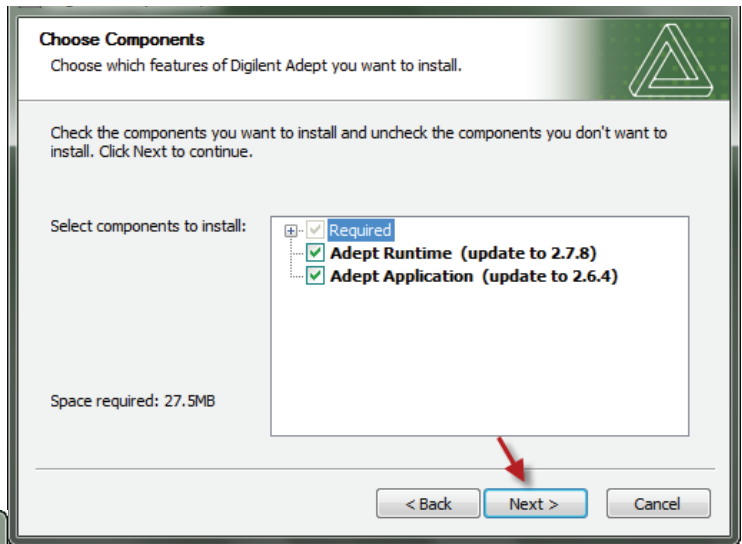 Choose Components
Choose which features of Digilent Adept you want to install.
Check the components you want to install and uncheck the components you don't want to
install. Click Next to continue.
Select components to install:
Required
Adept Runtime (update to 2.7.8)
Adept Application (update to 2.6.4)
Space required: 27.5MB
< Back
Next >
Cancel